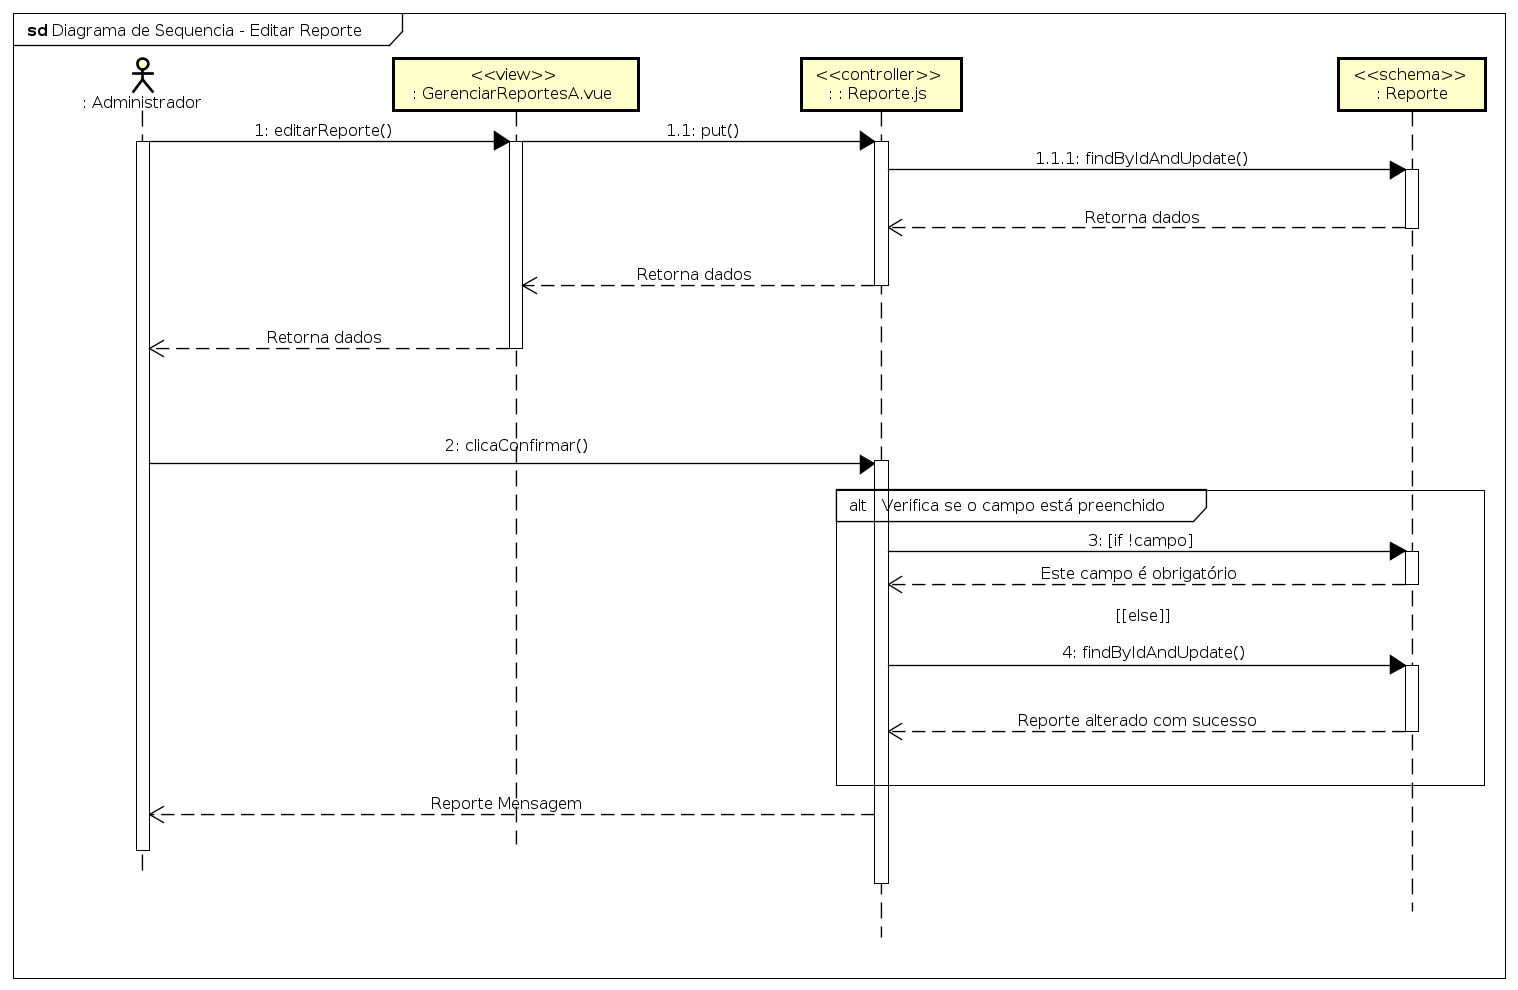 sd Diagrama de Sequencia - Editar Reporte
: Administrador
<<view>>
: GerenciarReportesA.vue
<<controller>>
: : Reporte.js
<<schema>>
: Reporte
1: editarReporte()
1.1: put()
1.1.1: findByIdAndUpdate()
Retorna dados
Retorna dados
Retorna dados
2: clicaConfirmar()
alt Verifica se o campo está preenchido
3: [if !campo]
Este campo é obrigatório
[[else]]
4: findByIdAndUpdate()
Reporte alterado com sucesso
Reporte Mensagem